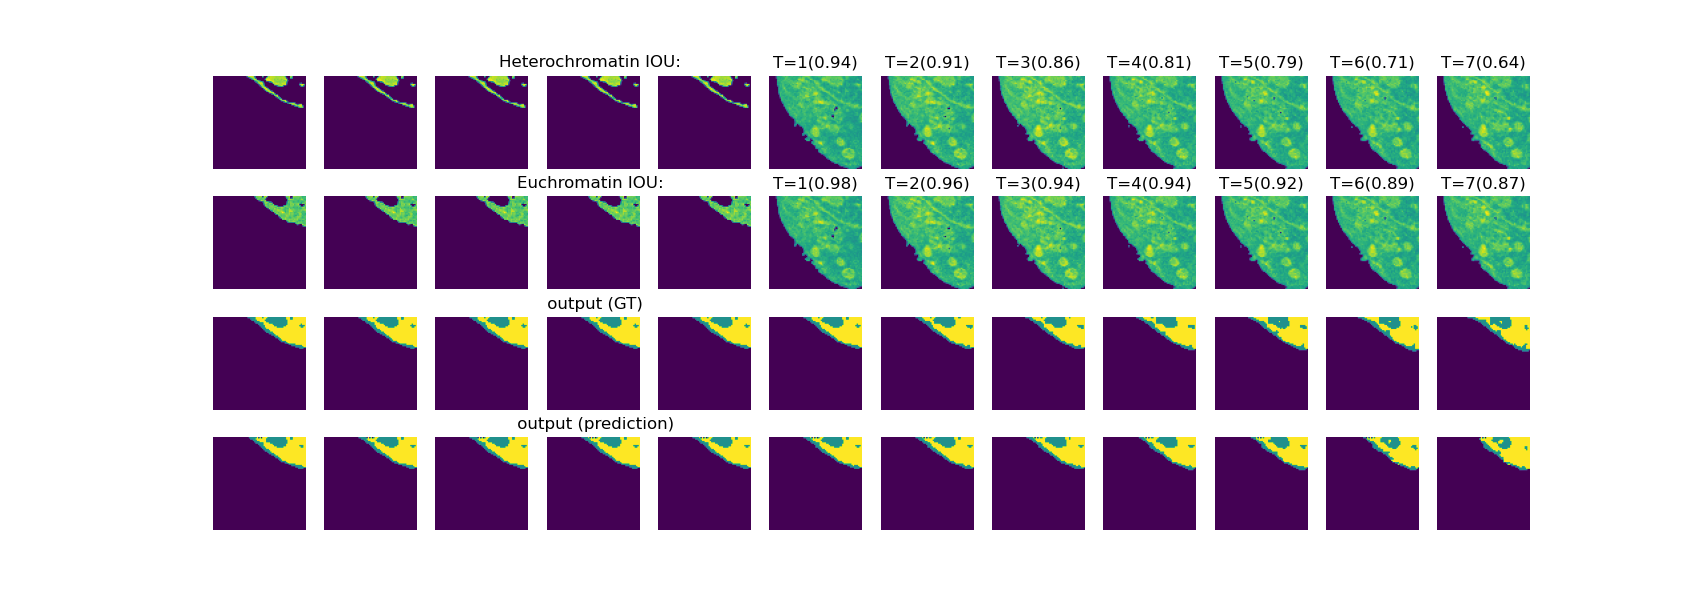 Heterochromatin IOU: T=1(0.94) T=2(0.91) T=3(0.86) T=4(0.81) T=5(0.79) T=6(0.71) T=7(0.64)
Euchromatin IOU: T=1(0.98) T=2(0.96) T=3(0.94) T=4(0.94) T=5(0.92) T=6(0.89) T=7(0.87)
output (GT)
output (prediction)